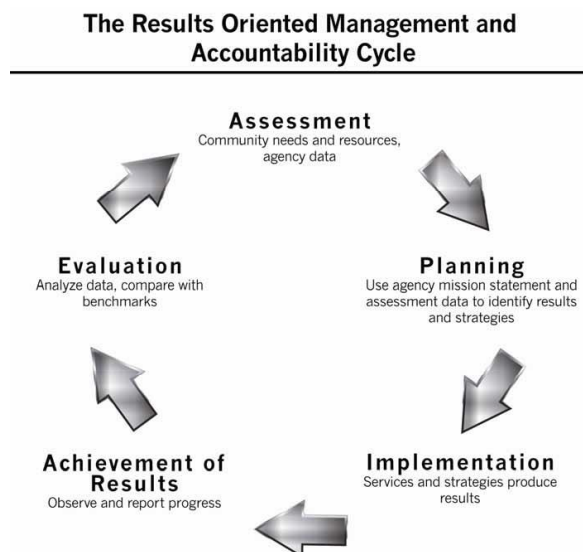 The Results Oriented Management and
Accountability Cycle
Assessment
Community needs and resources,
agency data
Planning
Use agency mission statement and
assessment data to identify results
and strategies
Implementation
Services and strategies produce
results
Achievement of
Results
Observe and report progress
Evaluation
Analyze data, compare with
benchmarks